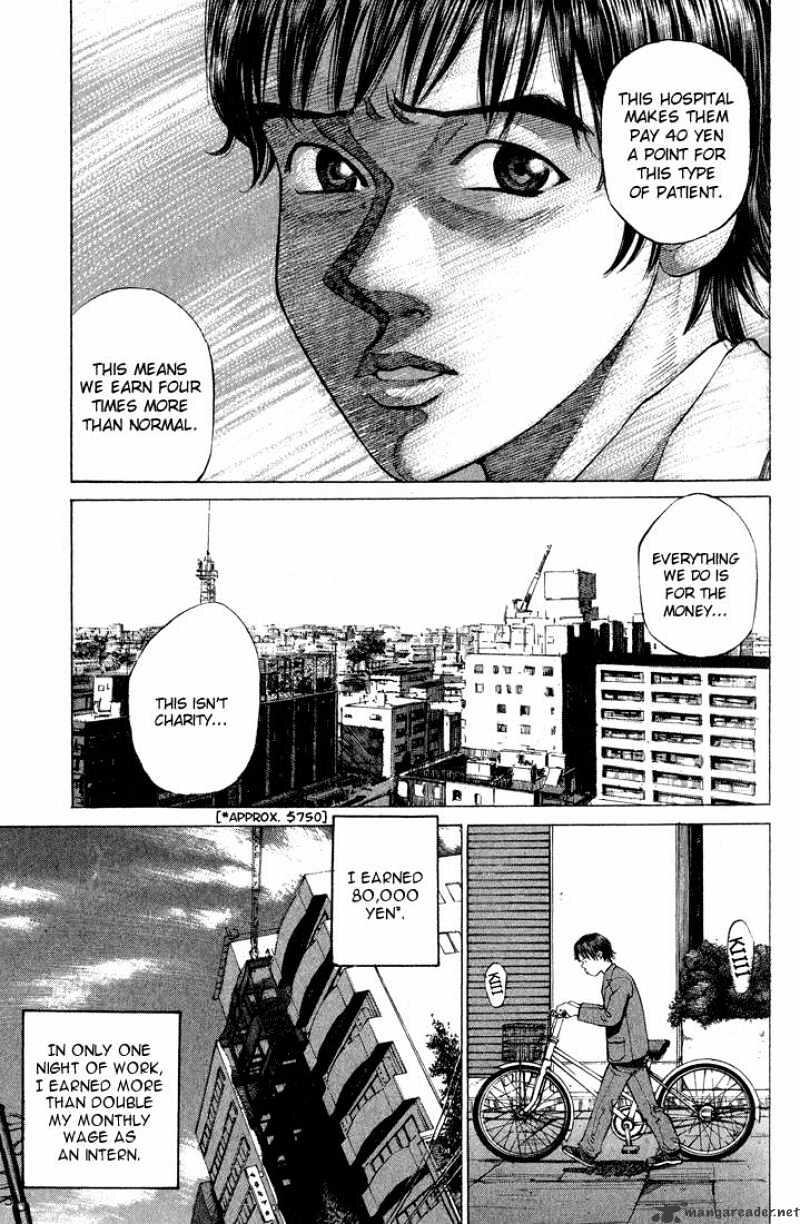 THIS HOSPITAL
MAKES THEM
PAY 40 YEN
A POINT FOR
THIS TYPE
OF PATIENT.
THIS MEANS
WE EARN FOUR
TIMES MORE
THAN NORMAL.
EVERYTHING
WE DO IS
FOR THE
MONEY...
THIS ISN'T
CHARITY...
[*APPROX. $750]
I EARNED
80,000
YEN*.
IN ONLY ONE
NIGHT OF WORK,
I EARNED MORE
THAN DOUBLE
MY MONTHLY
WAGE AS
AN INTERN.
KIIII
KIII
mangareader.net